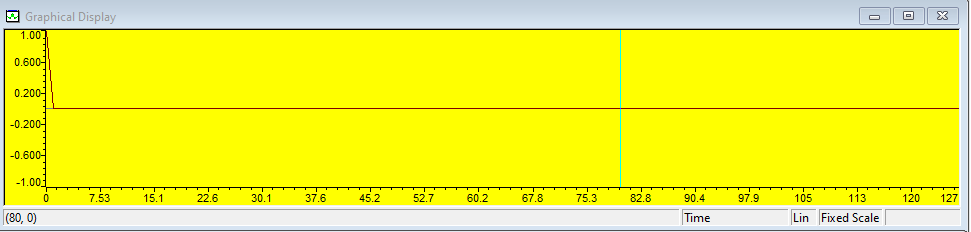 Graphical Display
1.00
0.600
0.200
-0.200
-0.600
-1.00
0 7.53 15.1 22.6 30.1 37.6 45.2 52.7 60.2 67.8 75.3 82.8 90.4 97.9 105 113 120 127
(80, 0) Time Lin Fixed Scale